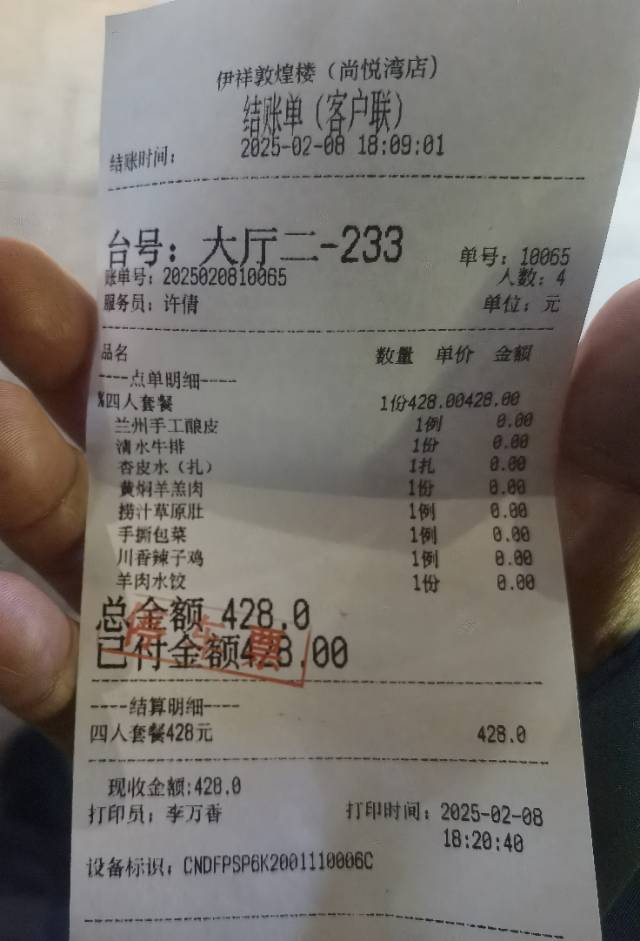 伊祥敦煌楼（尚悦湾店）
结账单（客户联）
结账时间： 2025-02-08 18:09:01
台号：大厅二-233 单号：10065
账单号：2025020810065 人数：4
服务员：许倩 单位：元
品名 数量 单价 金额
----点单明细----
%四人套餐 1份428.00428.00
兰州手工酿皮 1例 0.00
清水牛排 1份 0.00
杏皮水（扎） 1扎 0.00
黄焖羊羔肉 1份 0.00
捞汁草原肚 1例 0.00
手撕包菜 1例 0.00
川香辣子鸡 1例 0.00
羊肉水饺 1份 0.00
总金额 428.0
已付金额428.00
停车票
----结算明细----
四人套餐428元 428.0
现收金额:428.0
打印员：李万香 打印时间：2025-02-08
18:20:40
设备标识：CNDFPSP6K2001110006C